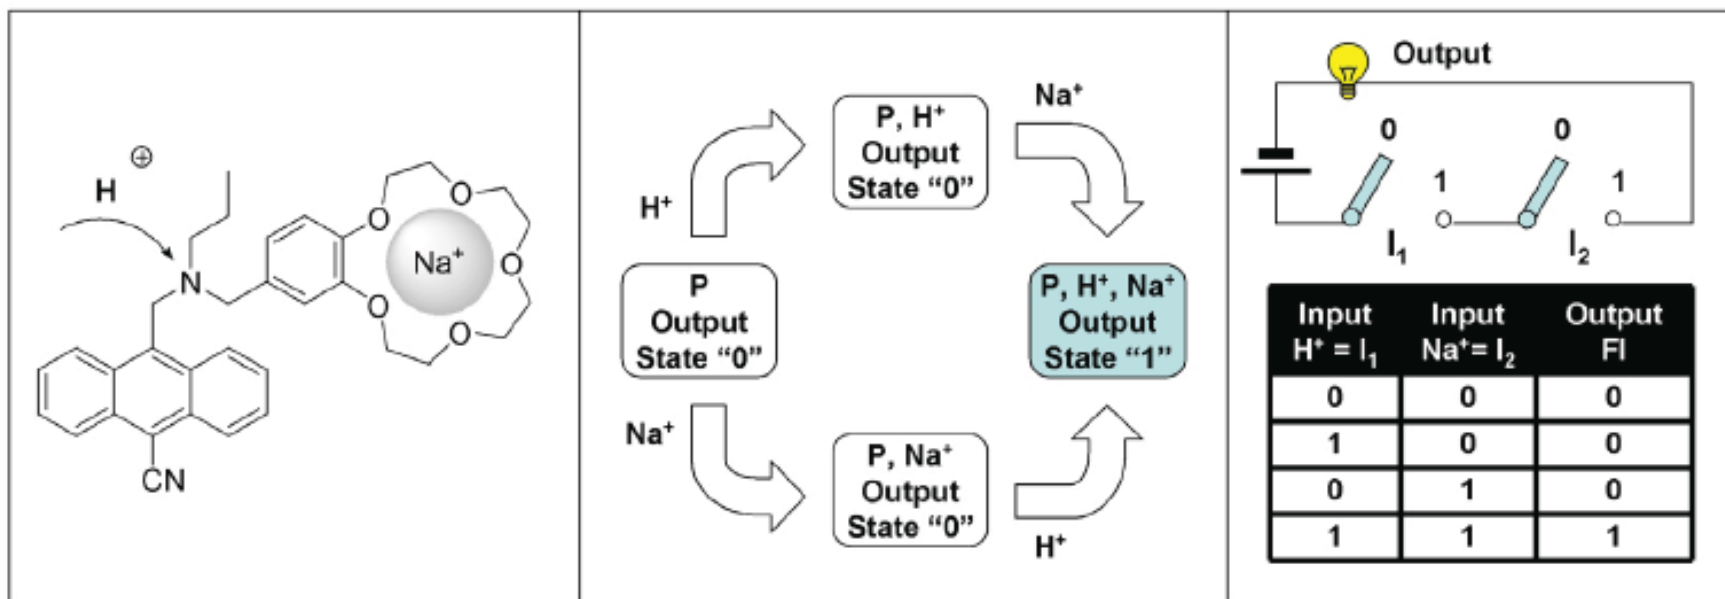 ⊕
H
N
O
O
O
O
O
Na⁺
CN
H⁺
P, H⁺
Output
State “0”
Na⁺
P
Output
State “0”
P, H⁺, Na⁺
Output
State “1”
Na⁺
P, Na⁺
Output
State “0”
H⁺
Output
0 0
1 1
I₁ I₂
Input Input Output
H⁺ = I₁ Na⁺= I₂ FI
0 0 0
1 0 0
0 1 0
1 1 1